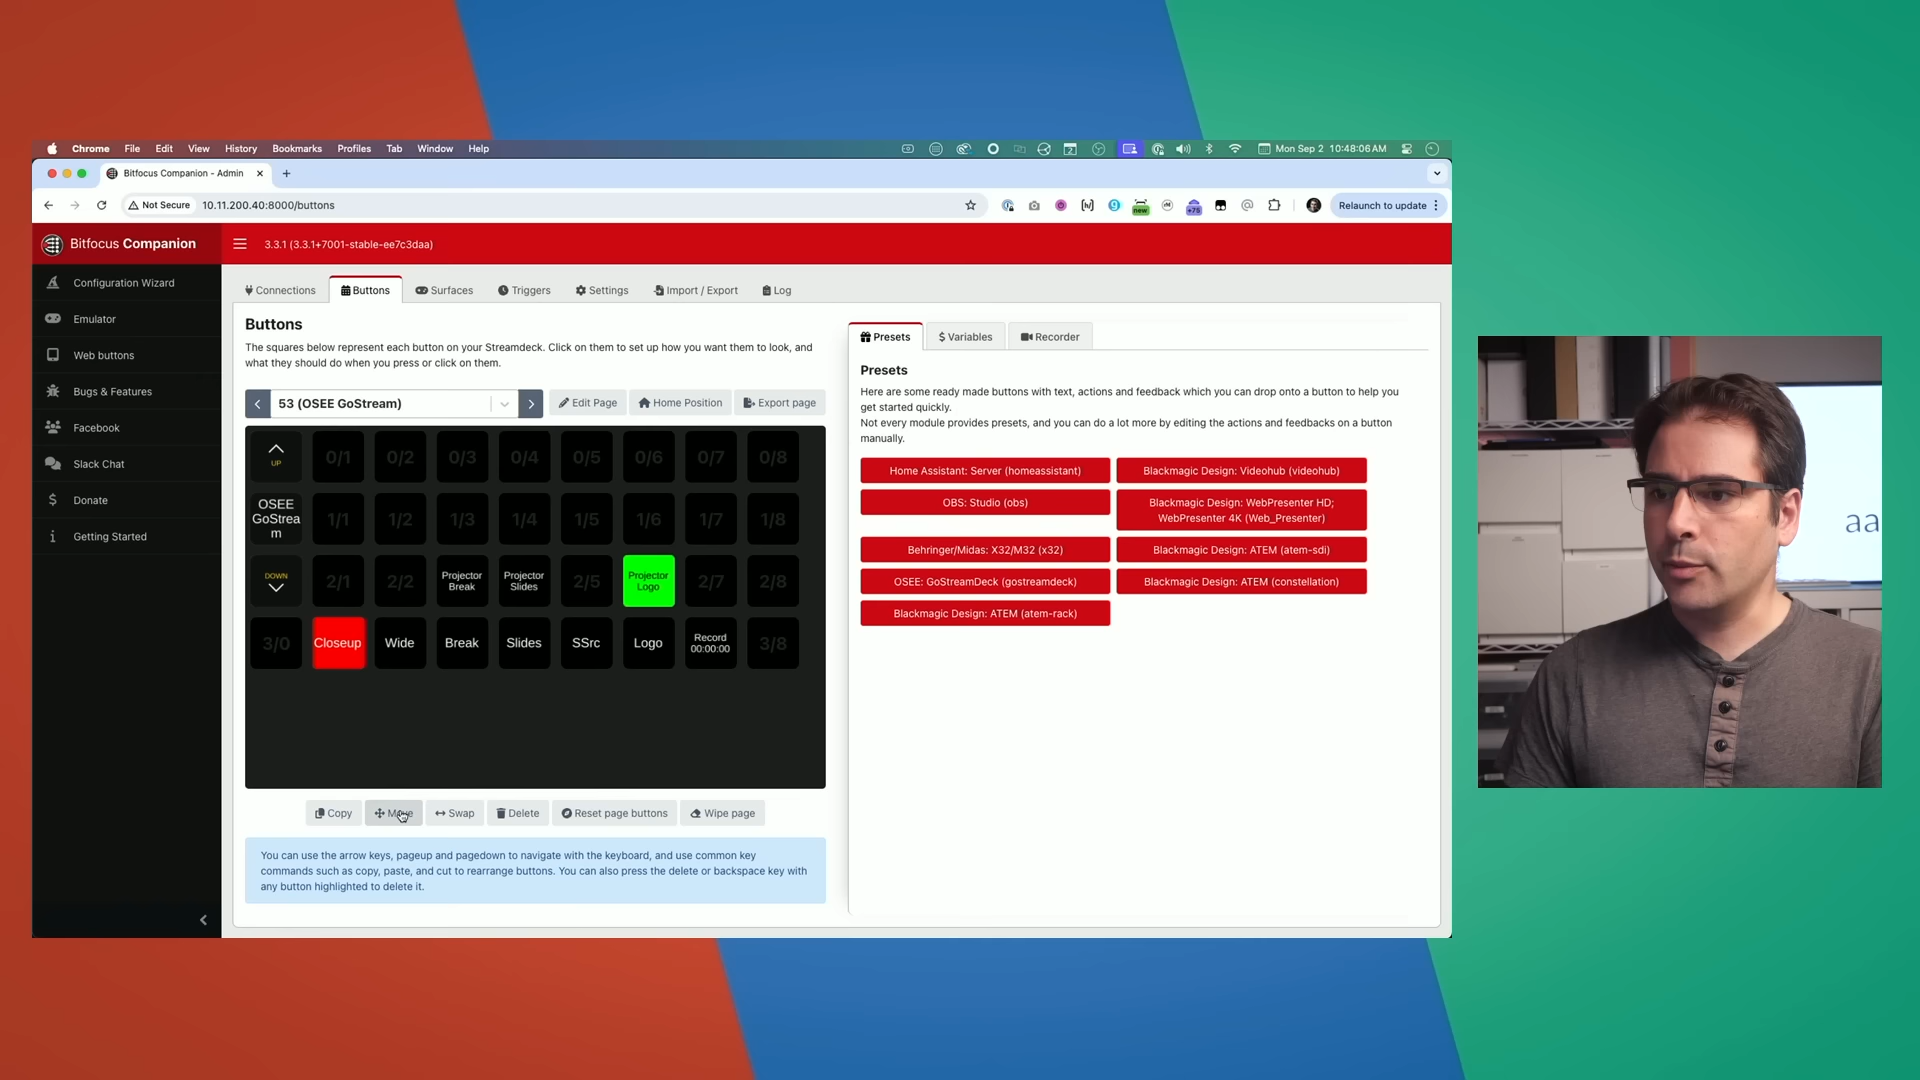 Chrome File Edit View History Bookmarks Profiles Tab Window Help
Mon Sep 2 10:48:06 AM
Bitfocus Companion - Admin
Not Secure 10.11.200.40:8000/buttons
new
+75
Relaunch to update
Bitfocus Companion
3.3.1 (3.3.1+7001-stable-ee7c3daa)
Configuration Wizard
Emulator
Web buttons
Bugs & Features
Facebook
Slack Chat
Donate
Getting Started
Connections Buttons Surfaces Triggers Settings Import / Export Log
Buttons
The squares below represent each button on your Streamdeck. Click on them to set up how you want them to look, and
what they should do when you press or click on them.
53 (OSEE GoStream)
Edit Page Home Position Export page
UP
0/1 0/2 0/3 0/4 0/5 0/6 0/7 0/8
OSEE
GoStrea
m
1/1 1/2 1/3 1/4 1/5 1/6 1/7 1/8
DOWN
2/1 2/2
Projector
Break
Projector
Slides
2/5
Projector
Logo
2/7 2/8
3/0 Closeup Wide Break Slides SSrc Logo
Record
00:00:00
3/8
Copy Move Swap Delete Reset page buttons Wipe page
You can use the arrow keys, pageup and pagedown to navigate with the keyboard, and use common key
commands such as copy, paste, and cut to rearrange buttons. You can also press the delete or backspace key with
any button highlighted to delete it.
Presets $ Variables Recorder
Presets
Here are some ready made buttons with text, actions and feedback which you can drop onto a button to help you
get started quickly.
Not every module provides presets, and you can do a lot more by editing the actions and feedbacks on a button
manually.
Home Assistant: Server (homeassistant)
Blackmagic Design: Videohub (videohub)
OBS: Studio (obs)
Blackmagic Design: WebPresenter HD;
WebPresenter 4K (Web_Presenter)
Behringer/Midas: X32/M32 (x32)
Blackmagic Design: ATEM (atem-sdi)
OSEE: GoStreamDeck (gostreamdeck)
Blackmagic Design: ATEM (constellation)
Blackmagic Design: ATEM (atem-rack)
aa